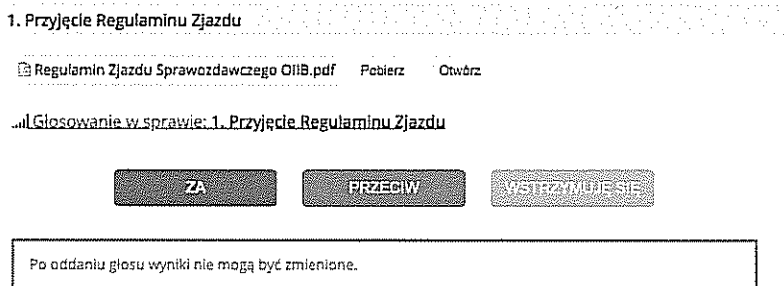 1. Przyjęcie Regulaminu Zjazdu
Regulamin Zjazdu Sprawozdawczego OIIB.pdf Pobierz Otwórz
Głosowanie w sprawie: 1. Przyjęcie Regulaminu Zjazdu
ZA PRZECIW WSTRZYMUJĘ SIĘ
Po oddaniu głosu wyniki nie mogą być zmienione.